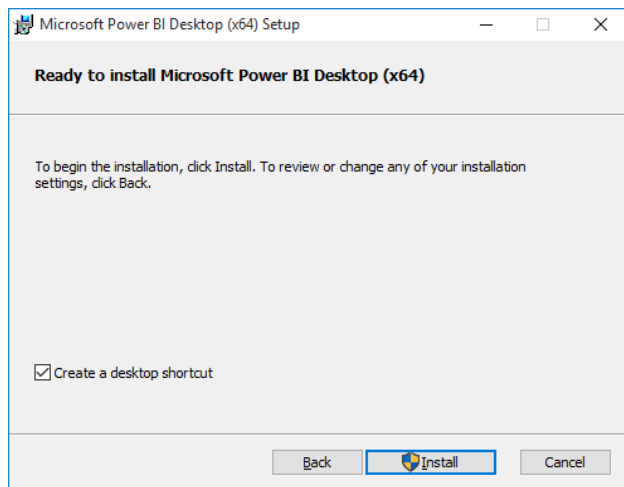 Microsoft Power BI Desktop (x64) Setup
Ready to install Microsoft Power BI Desktop (x64)
To begin the installation, click Install. To review or change any of your installation
settings, click Back.
Create a desktop shortcut
Back
Install
Cancel